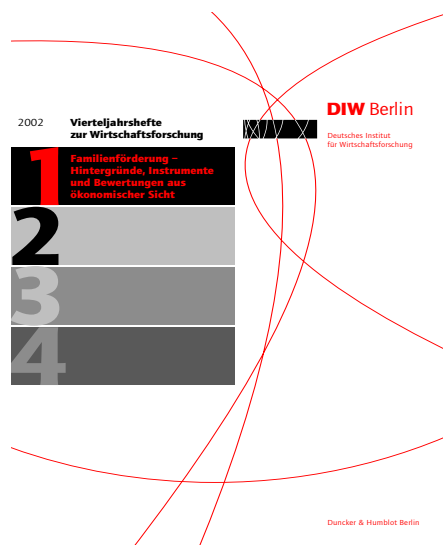 2002
Vierteljahrshefte
zur Wirtschaftsforschung
DIW Berlin
Deutsches Institut
für Wirtschaftsforschung
1
Familienförderung –
Hintergründe, Instrumente
und Bewertungen aus
ökonomischer Sicht
2
3
4
Duncker & Humblot Berlin